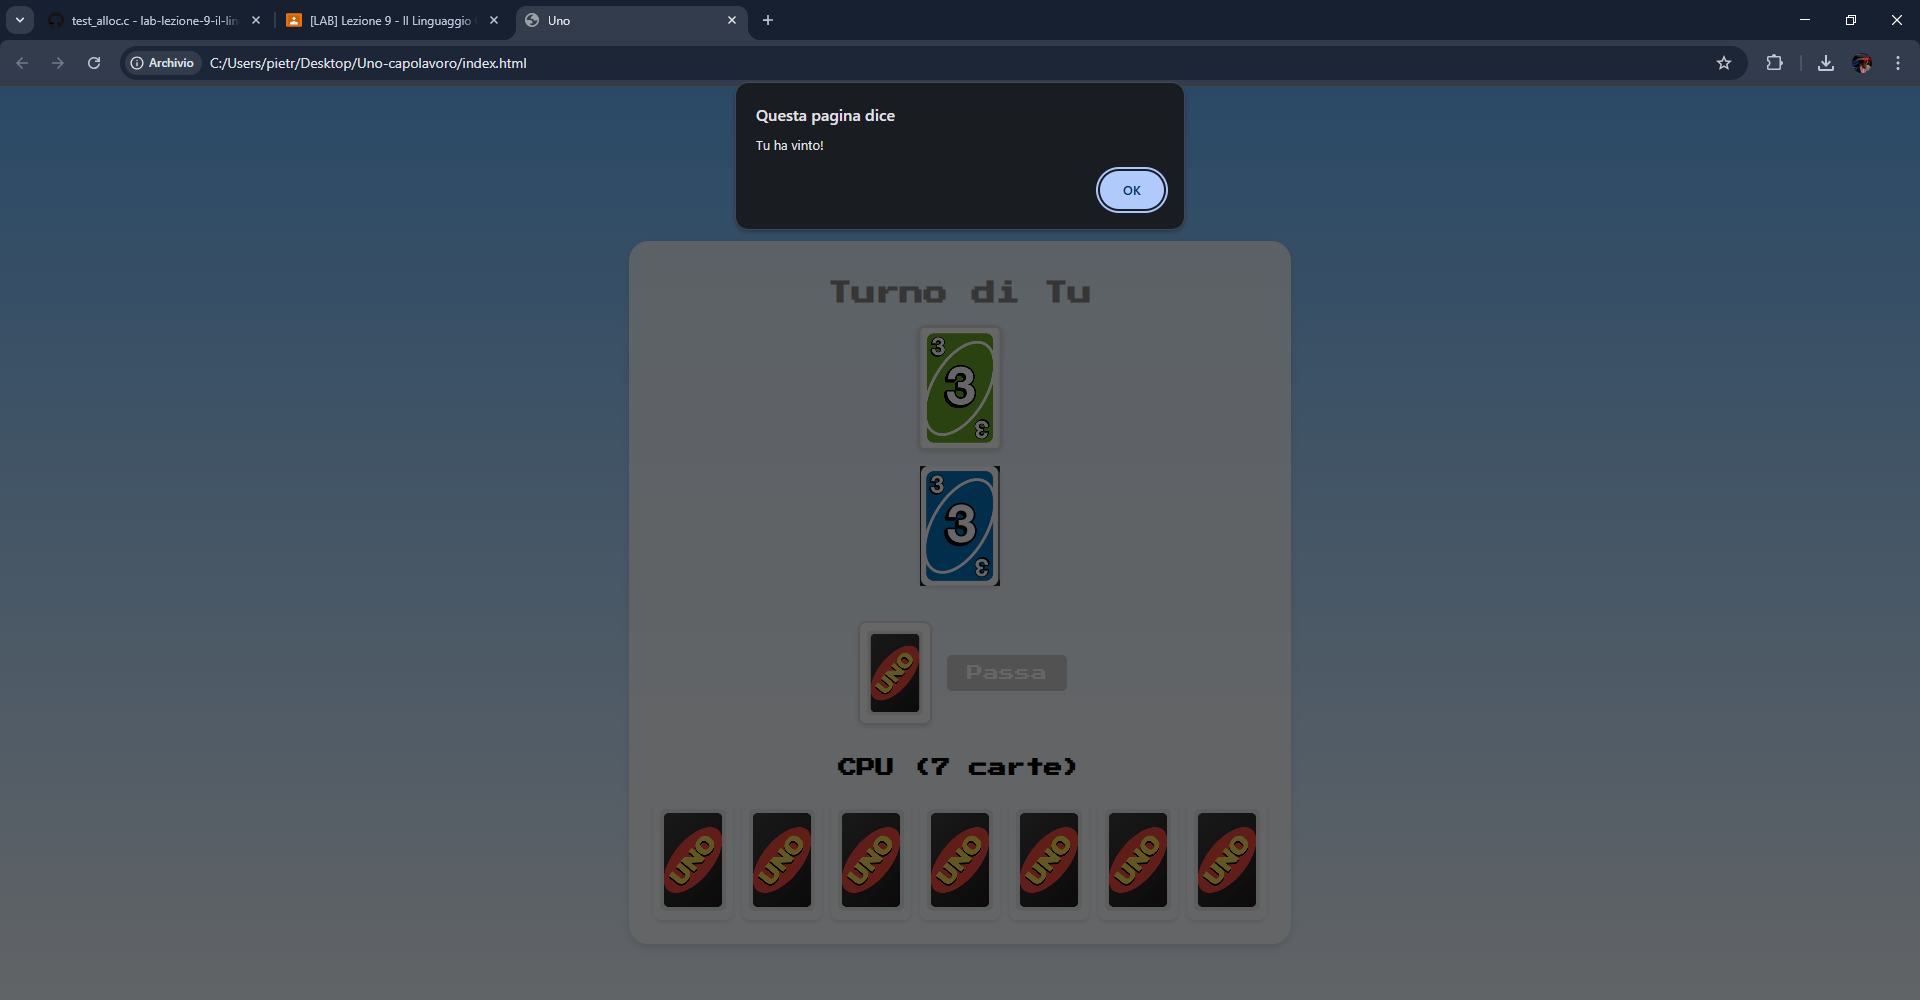 test_alloc.c - lab-lezione-9-il-lin
[LAB] Lezione 9 - Il Linguaggio
Uno
Archivio
C:/Users/pietr/Desktop/Uno-capolavoro/index.html
Questa pagina dice
Tu ha vinto!
OK
Turno di Tu
3
3
3
3
3
3
UNO
Passa
CPU (7 carte)
UNO UNO UNO UNO UNO UNO UNO